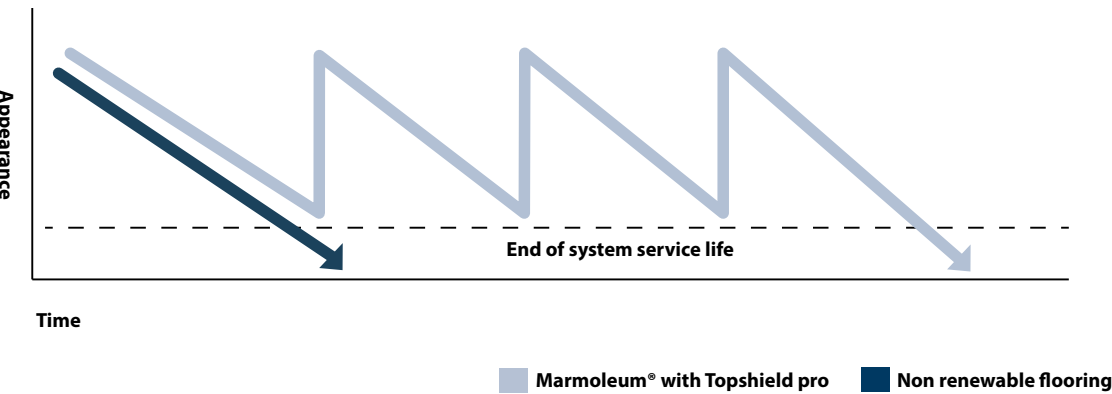 Appearance
End of system service life
Time
Marmoleum® with Topshield pro
Non renewable flooring